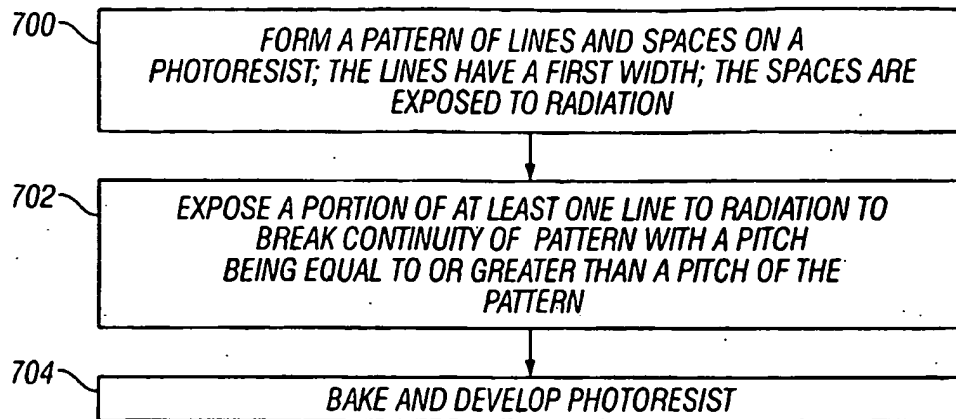 700
FORM A PATTERN OF LINES AND SPACES ON A
PHOTORESIST; THE LINES HAVE A FIRST WIDTH; THE SPACES ARE
EXPOSED TO RADIATION
702
EXPOSE A PORTION OF AT LEAST ONE LINE TO RADIATION TO
BREAK CONTINUITY OF PATTERN WITH A PITCH
BEING EQUAL TO OR GREATER THAN A PITCH OF THE
PATTERN
704
BAKE AND DEVELOP PHOTORESIST